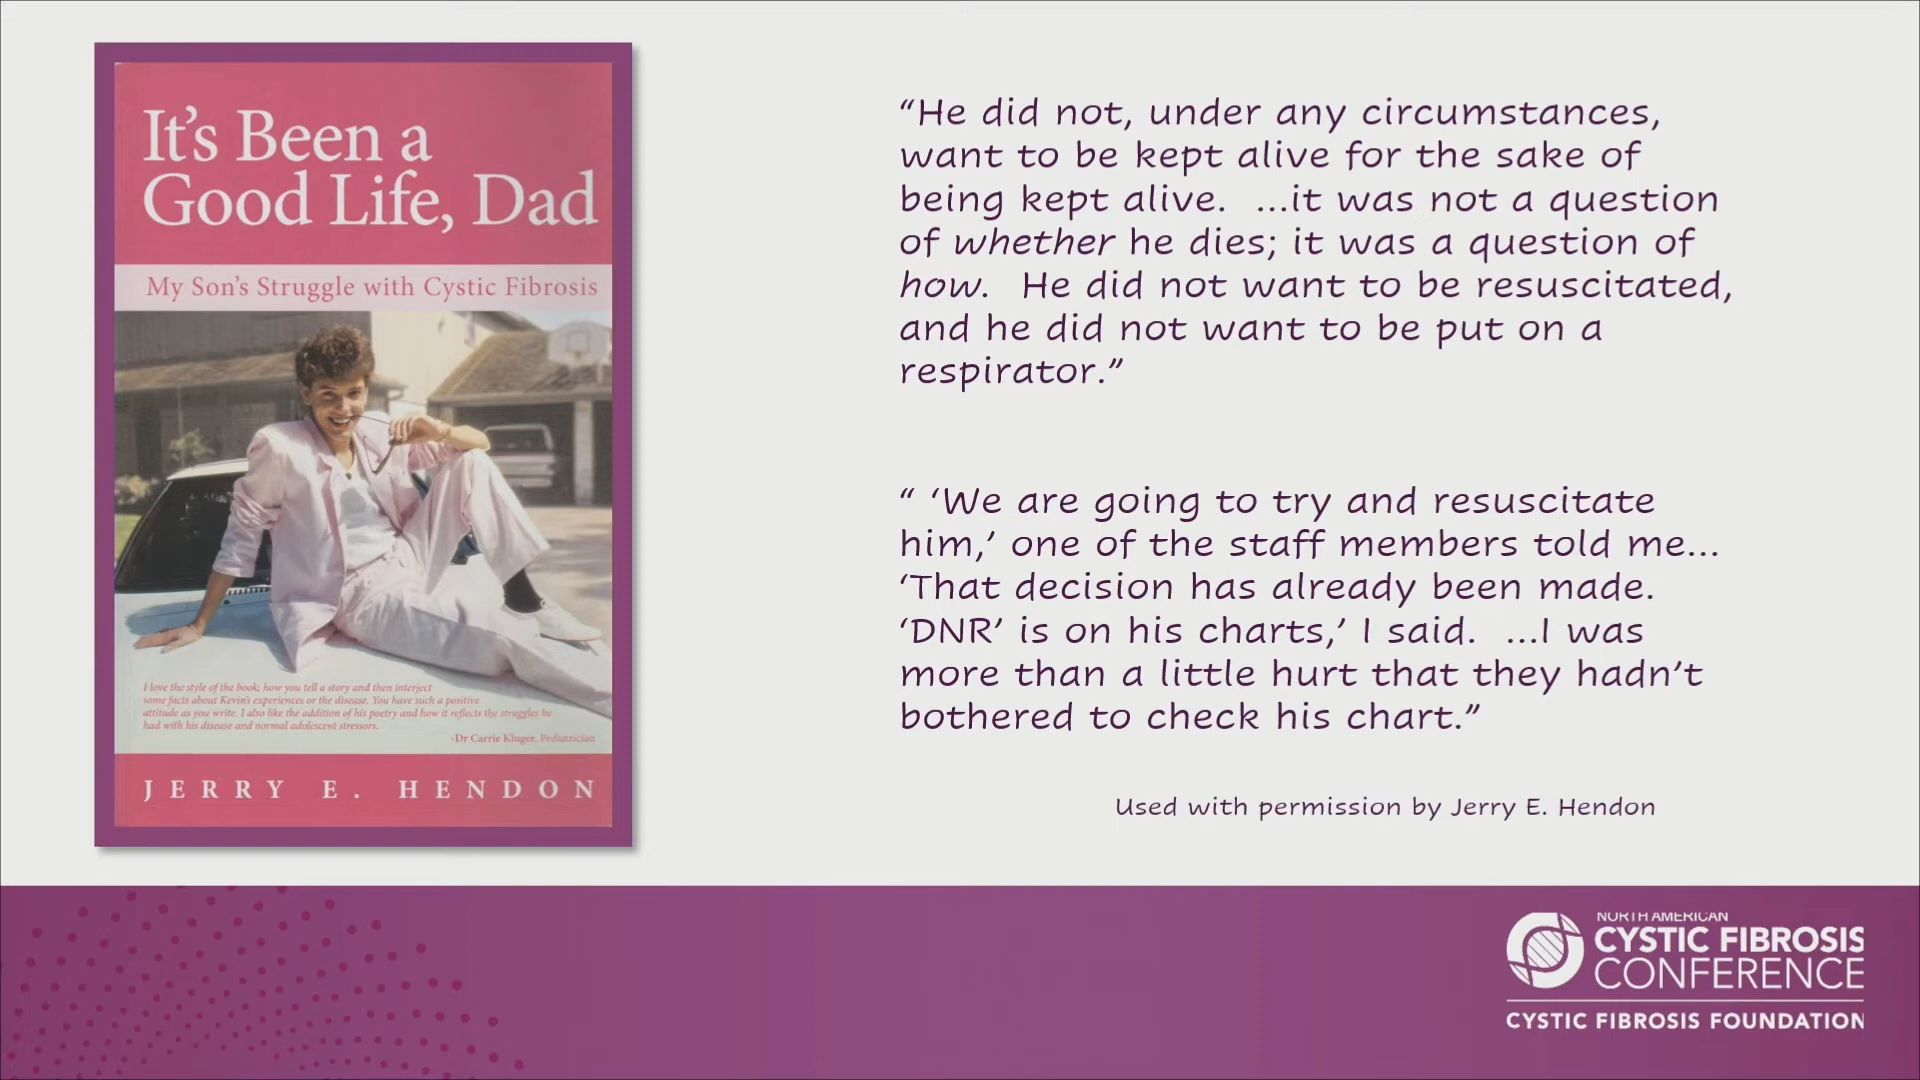 It's Been a
Good Life, Dad
My Son's Struggle with Cystic Fibrosis
I love the style of the book; how you tell a story and then interject
some facts about Kevin's experiences or the disease. You have such a positive
attitude as you write. I also like the addition of his poetry and how it reflects the struggles he
had with his disease and normal adolescent stressors.
-Dr Carrie Kluger, Pediatrician
JERRY E. HENDON
“He did not, under any circumstances,
want to be kept alive for the sake of
being kept alive. ...it was not a question
of whether he dies; it was a question of
how. He did not want to be resuscitated,
and he did not want to be put on a
respirator.”
“ ‘We are going to try and resuscitate
him,’ one of the staff members told me...
‘That decision has already been made.
‘DNR’ is on his charts,’ I said. ...I was
more than a little hurt that they hadn’t
bothered to check his chart.”
Used with permission by Jerry E. Hendon
NORTH AMERICAN
CYSTIC FIBROSIS
CONFERENCE
CYSTIC FIBROSIS FOUNDATION